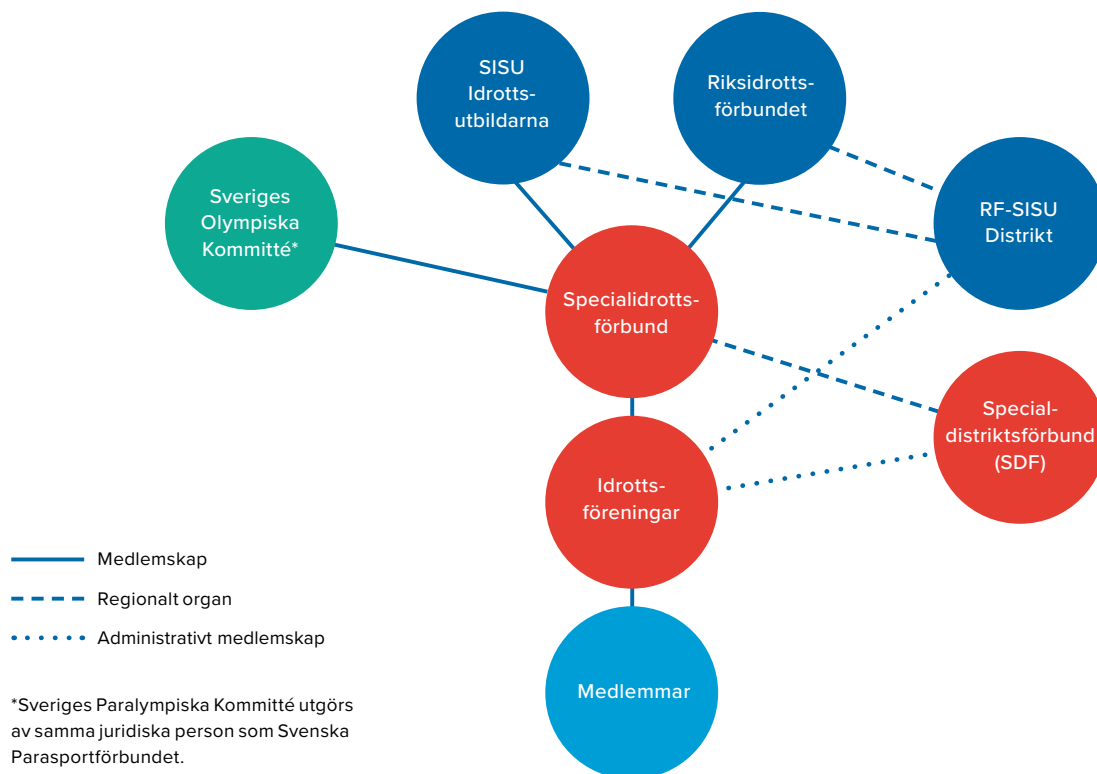 SISU
Idrotts-
utbildarna
Riksidrotts-
förbundet
Sveriges
Olympiska
Kommitté*
RF-SISU
Distrikt
Specialidrotts-
förbund
Special-
distriktsförbund
(SDF)
Idrotts-
föreningar
Medlemmar
Medlemskap
Regionalt organ
Administrativt medlemskap
*Sveriges Paralympiska Kommitté utgörs
av samma juridiska person som Svenska
Parasportförbundet.